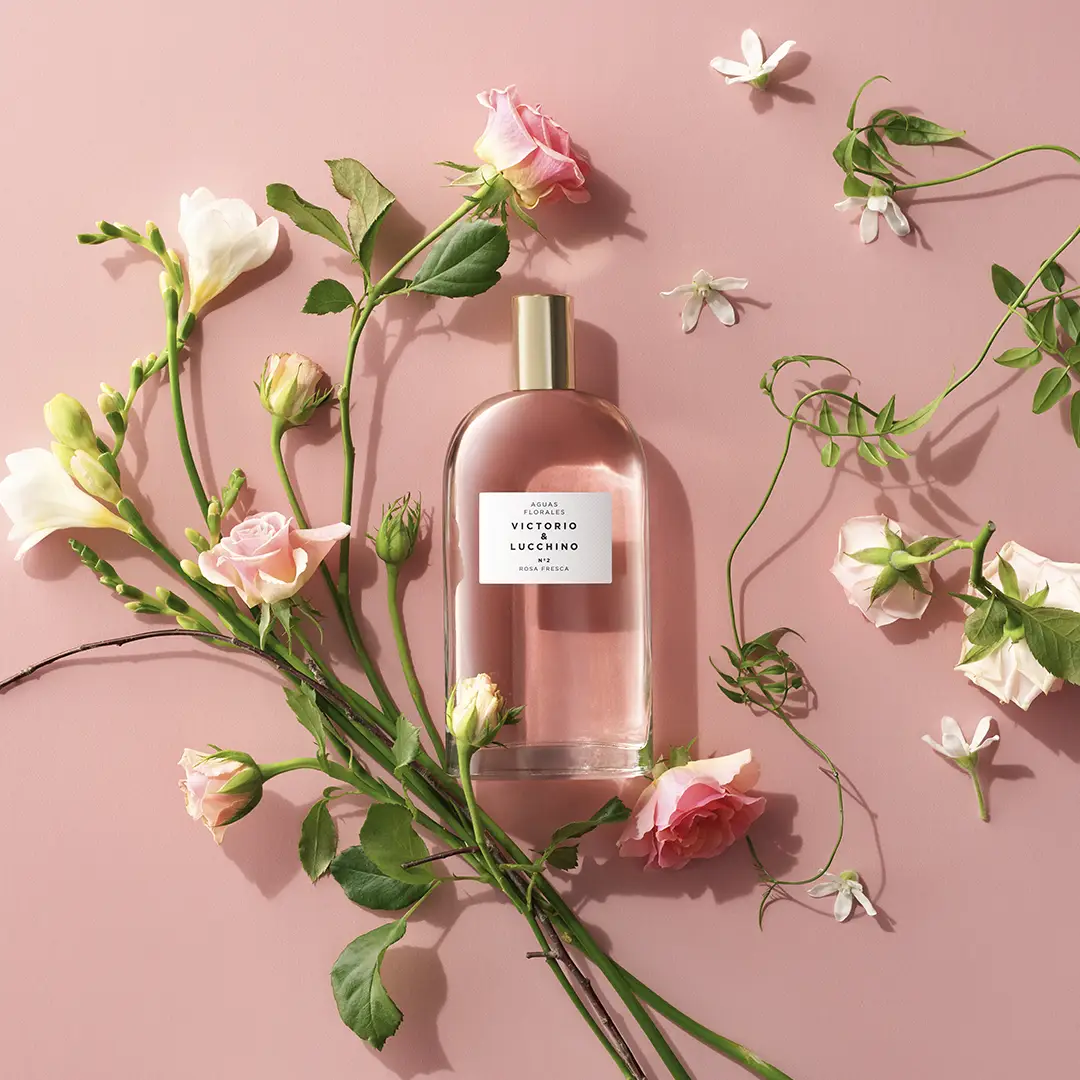 AGUAS
FLORALES
VICTORIO
&
LUCCHINO
Nº2
ROSA FRESCA